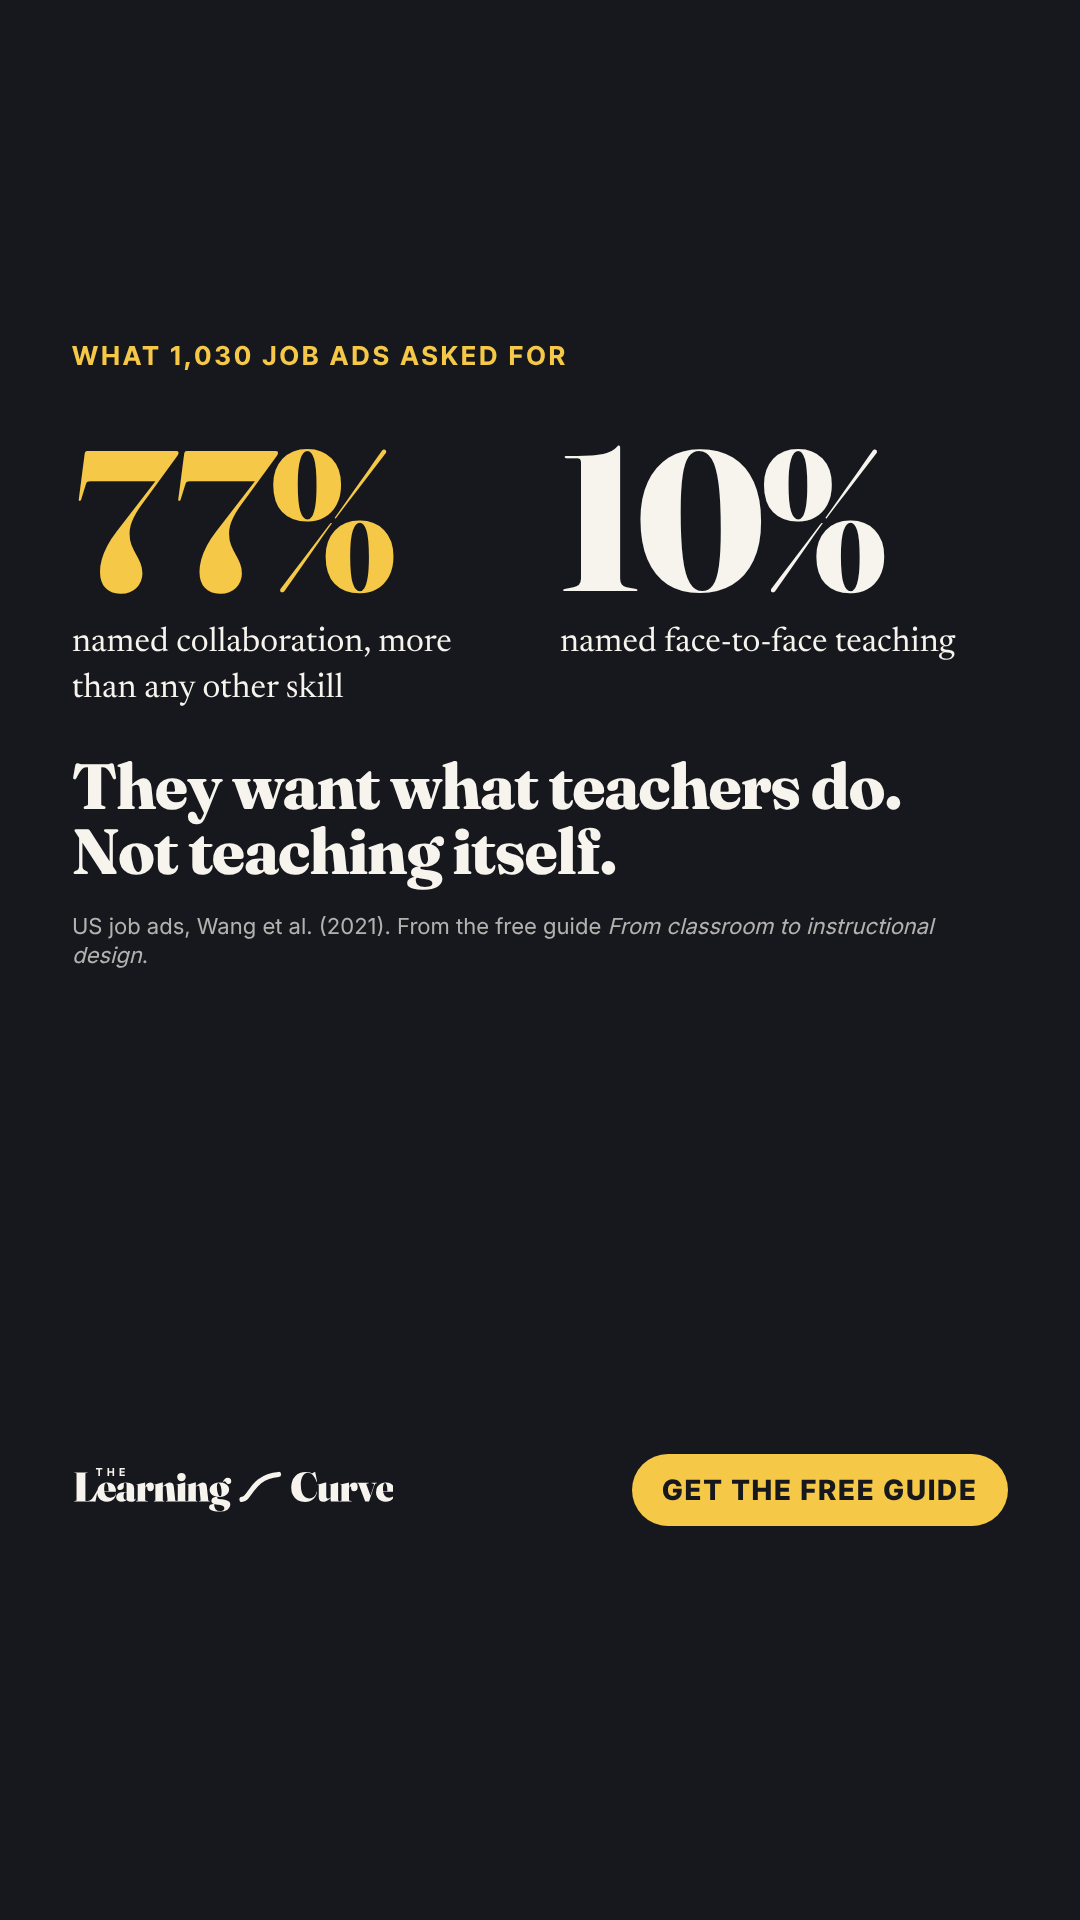 WHAT 1,030 JOB ADS ASKED FOR
77%
named collaboration, more
than any other skill
10%
named face-to-face teaching
They want what teachers do.
Not teaching itself.
US job ads, Wang et al. (2021). From the free guide From classroom to instructional
design.
THE
Learning Curve
GET THE FREE GUIDE